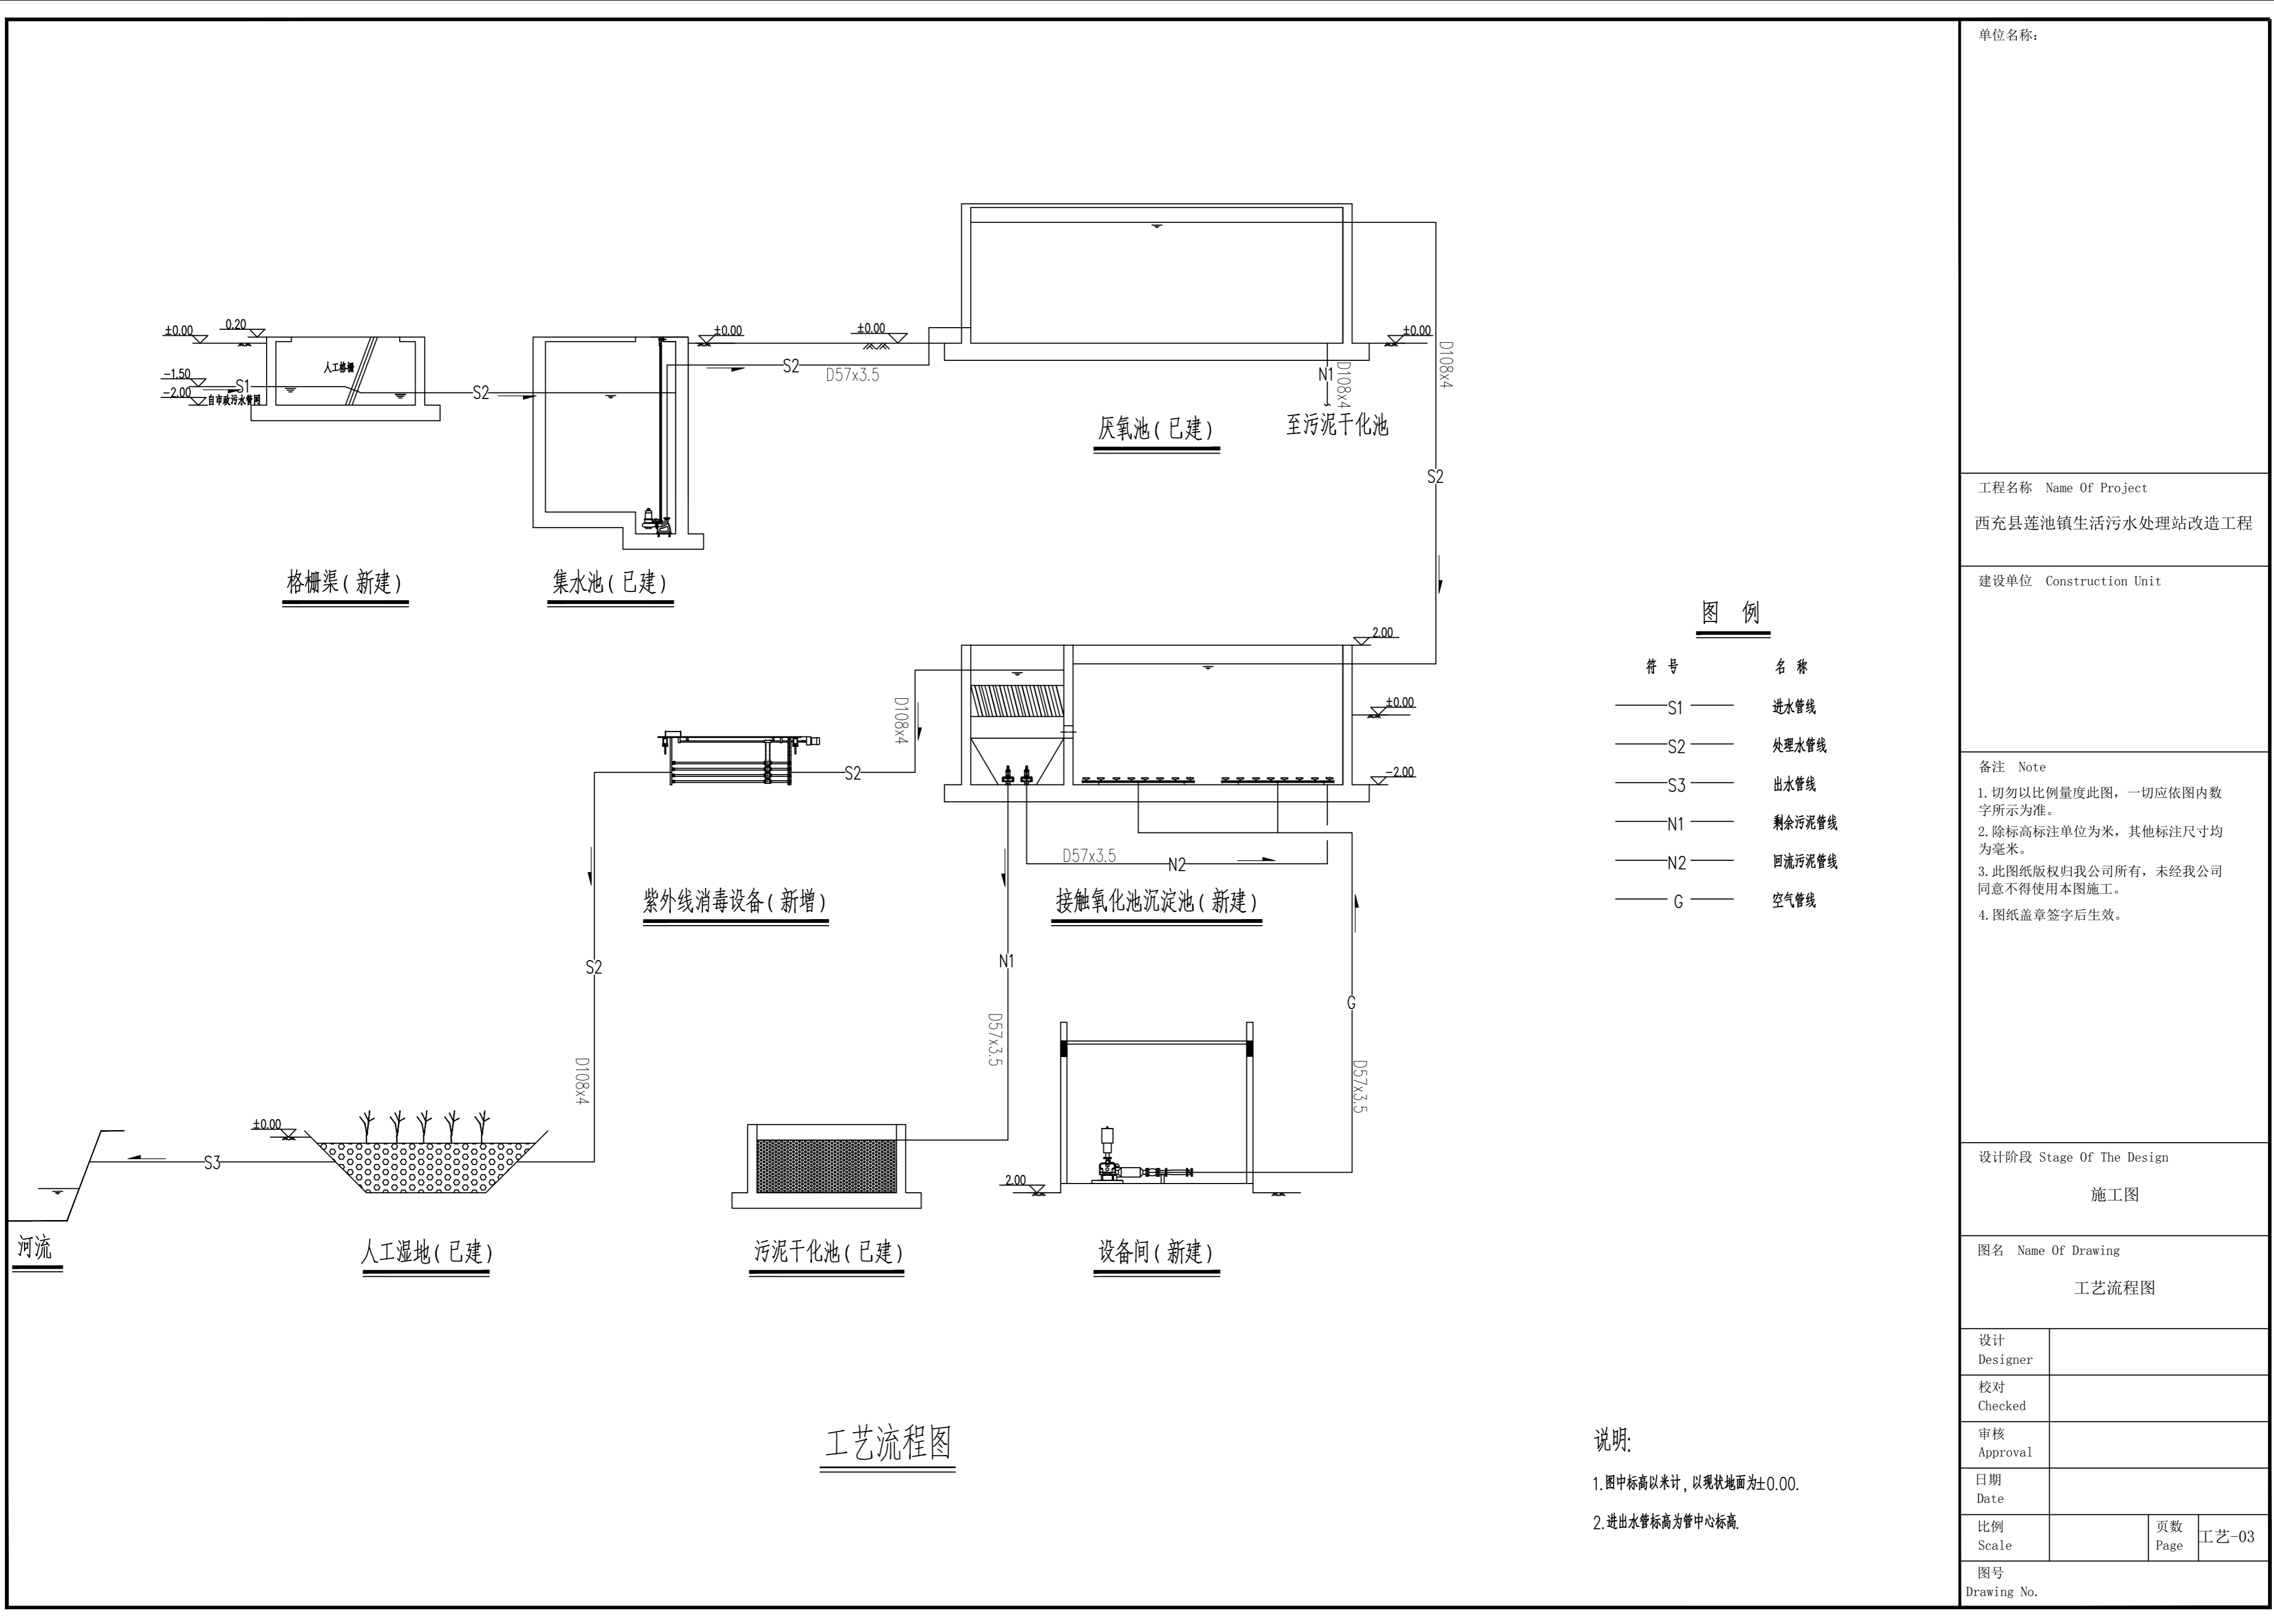 ±0.00
0.20
-1.50
S1
-2.00
自市政污水管网
人工格栅
S2
格栅渠(新建)
集水池(已建)
±0.00
S2
D57x3.5
±0.00
±0.00
N1
D108x4
至污泥干化池
厌氧池(已建)
D108x4
S2
2.00
±0.00
-2.00
D108x4
S2
D57x3.5
N2
紫外线消毒设备(新增)
接触氧化池沉淀池(新建)
S2
D108x4
N1
D57x3.5
G
D57x3.5
±0.00
S3
河流
人工湿地(已建)
污泥干化池(已建)
2.00
设备间(新建)
工艺流程图
图 例
符 号 名 称
S1 进水管线
S2 处理水管线
S3 出水管线
N1 剩余污泥管线
N2 回流污泥管线
G 空气管线
说明:
1.图中标高以米计,以现状地面为±0.00.
2.进出水管标高为管中心标高.
单位名称:
工程名称 Name Of Project
西充县莲池镇生活污水处理站改造工程
建设单位 Construction Unit
备注 Note
1.切勿以比例量度此图，一切应依图内数
字所示为准。
2.除标高标注单位为米，其他标注尺寸均
为毫米。
3.此图纸版权归我公司所有，未经我公司
同意不得使用本图施工。
4.图纸盖章签字后生效。
设计阶段 Stage Of The Design
施工图
图名 Name Of Drawing
工艺流程图
设计
Designer
校对
Checked
审核
Approval
日期
Date
比例
Scale
页数
Page
工艺-03
图号
Drawing No.